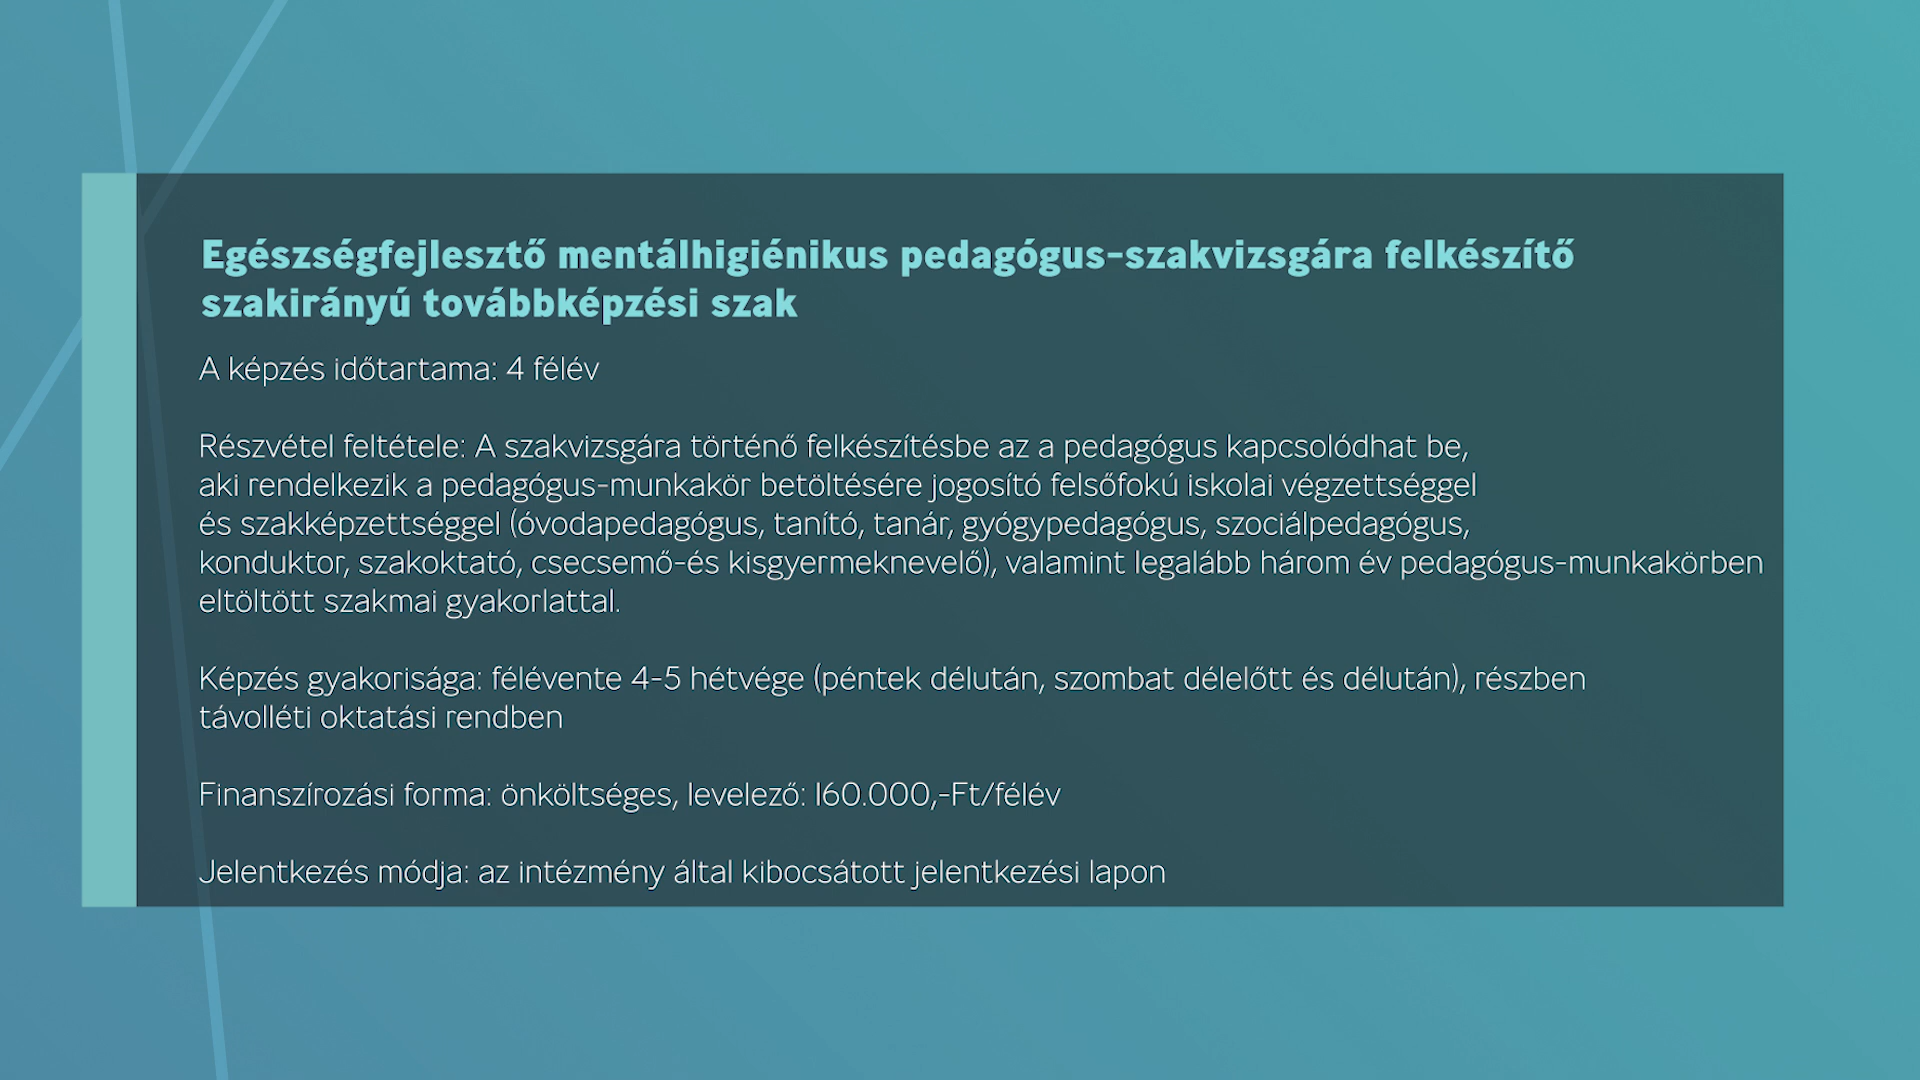 Egészségfejlesztő mentálhigiénikus pedagógus-szakvizsgára felkészítő
szakirányú továbbképzési szak
A képzés időtartama: 4 félév
Részvétel feltétele: A szakvizsgára történő felkészítésbe az a pedagógus kapcsolódhat be,
aki rendelkezik a pedagógus-munkakör betöltésére jogosító felsőfokú iskolai végzettséggel
és szakképzettséggel (óvodapedagógus, tanító, tanár, gyógypedagógus, szociálpedagógus,
konduktor, szakoktató, csecsemő-és kisgyermeknevelő), valamint legalább három év pedagógus-munkakörben
eltöltött szakmai gyakorlattal.
Képzés gyakorisága: félévente 4-5 hétvége (péntek délután, szombat délelőtt és délután), részben
távolléti oktatási rendben
Finanszírozási forma: önköltséges, levelező: 160.000,-Ft/félév
Jelentkezés módja: az intézmény által kibocsátott jelentkezési lapon